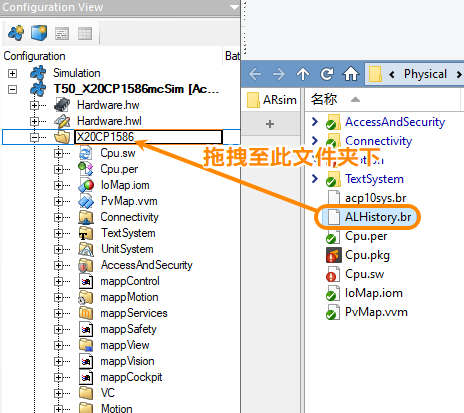 Configuration View
Configuration
Bat
Simulation
T50_X20CP1586mcSim [Ac...
Hardware.hw
Hardware.hwl
X20CP1586
Cpu.sw
Cpu.per
IoMap.iom
PvMap.vvm
Connectivity
TextSystem
UnitSystem
AccessAndSecurity
mappControl
mappMotion
mappServices
mappSafety
mappView
mappVision
mappCockpit
VC
Motion
Physical
ARsim
名称
AccessAndSecurity
Connectivity
拖拽至此文件夹下
TextSystem
acp10sys.br
ALHistory.br
Cpu.per
Cpu.pkg
Cpu.sw
IoMap.iom
PvMap.vvm